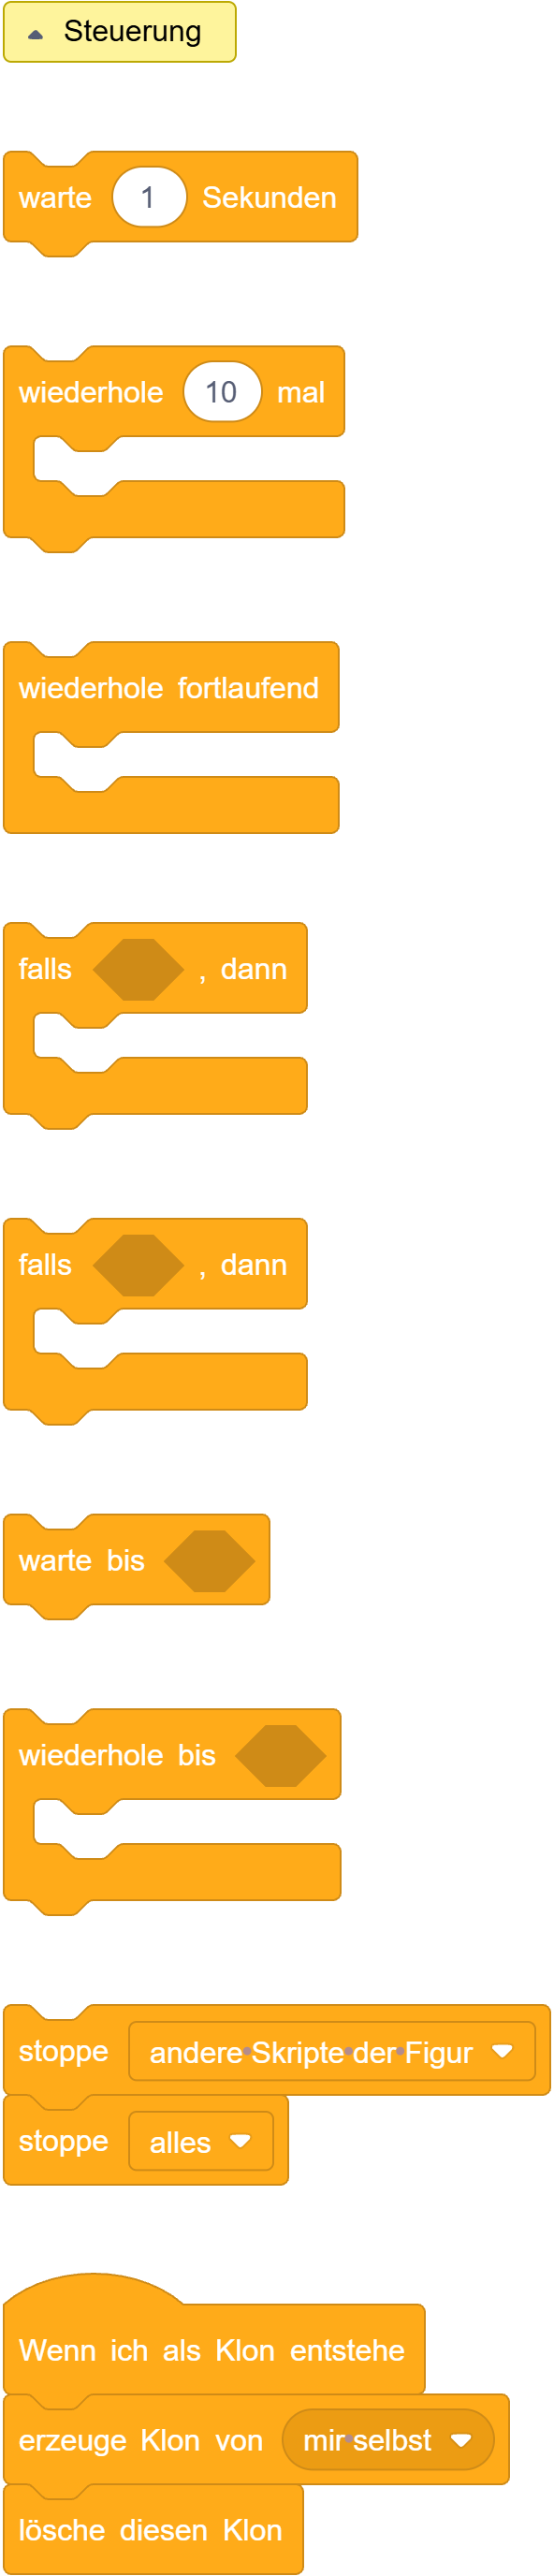 Steuerung
warte 1 Sekunden
wiederhole 10 mal
wiederhole fortlaufend
falls , dann
falls , dann
warte bis
wiederhole bis
stoppe andere Skripte der Figur
stoppe alles
Wenn ich als Klon entstehe
erzeuge Klon von mir selbst
lösche diesen Klon